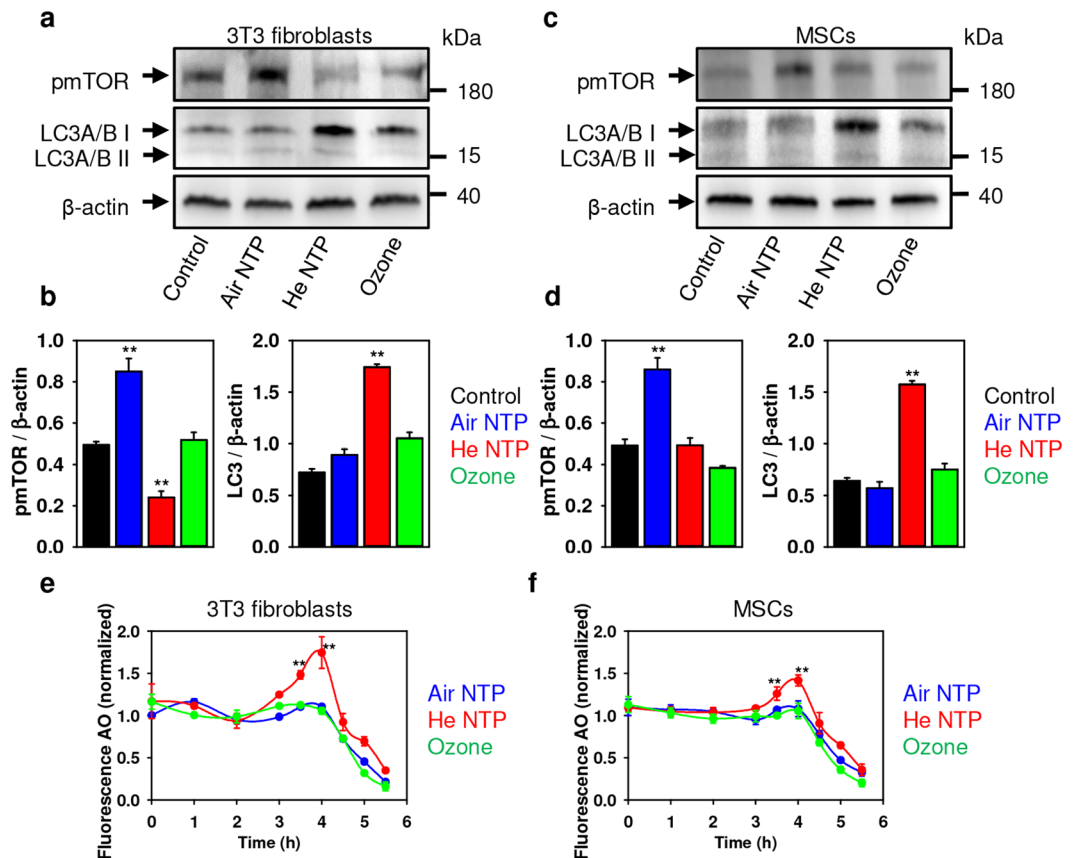 a
3T3 fibroblasts
kDa
pmTOR
180
LC3A/B I
LC3A/B II
15
β-actin
40
Control
Air NTP
He NTP
Ozone
c
MSCs
kDa
pmTOR
180
LC3A/B I
LC3A/B II
15
β-actin
40
Control
Air NTP
He NTP
Ozone
b
pmTOR / β-actin
1.0
0.8
0.6
0.4
0.2
0.0
**
**
LC3 / β-actin
2.0
1.5
1.0
0.5
0.0
**
Control
Air NTP
He NTP
Ozone
d
pmTOR / β-actin
1.0
0.8
0.6
0.4
0.2
0.0
**
LC3 / β-actin
2.0
1.5
1.0
0.5
0.0
**
Control
Air NTP
He NTP
Ozone
e
3T3 fibroblasts
Fluorescence AO (normalized)
2.0
1.5
1.0
0.5
0.0
**
**
0 1 2 3 4 5 6
Time (h)
Air NTP
He NTP
Ozone
f
MSCs
Fluorescence AO (normalized)
2.0
1.5
1.0
0.5
0.0
**
**
0 1 2 3 4 5 6
Time (h)
Air NTP
He NTP
Ozone